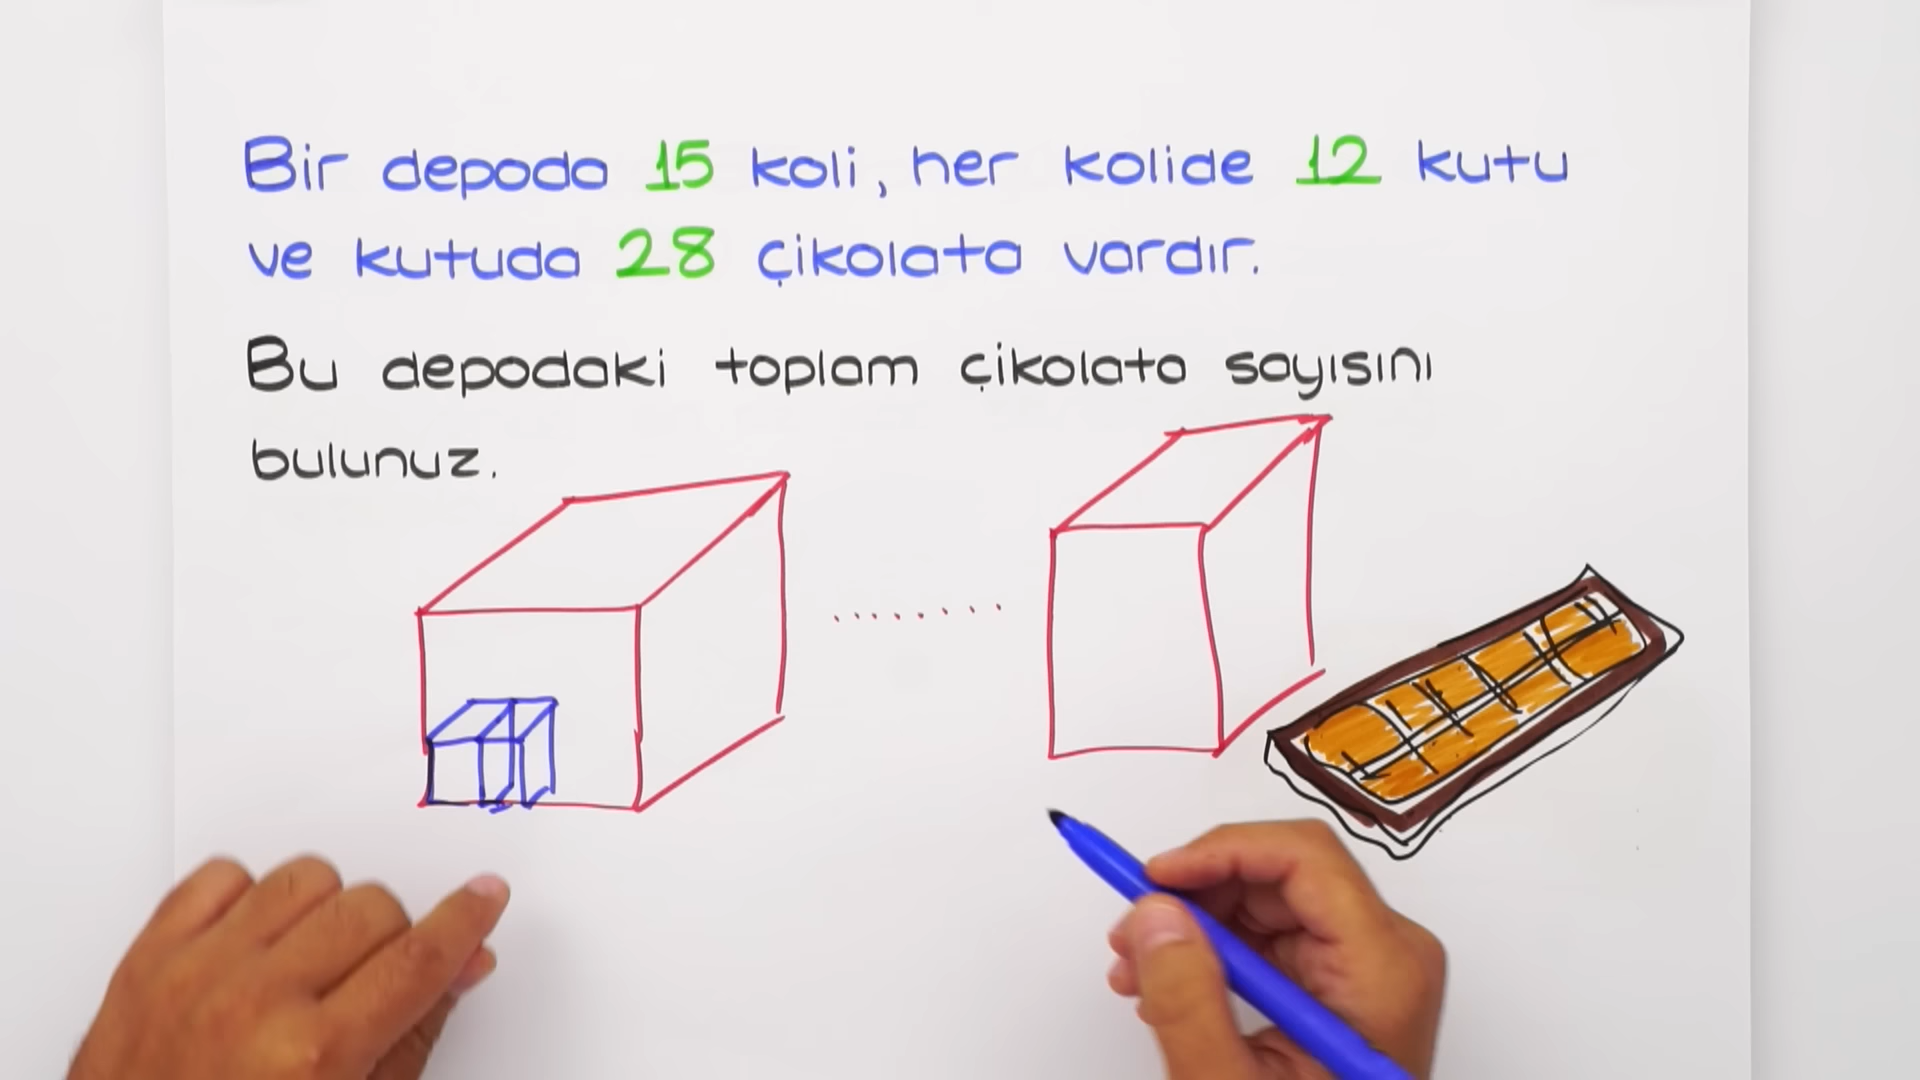 Bir depoda 15 koli, her kolide 12 kutu
ve kutuda 28 çikolata vardır.
Bu depodaki toplam çikolata sayısını
bulunuz.